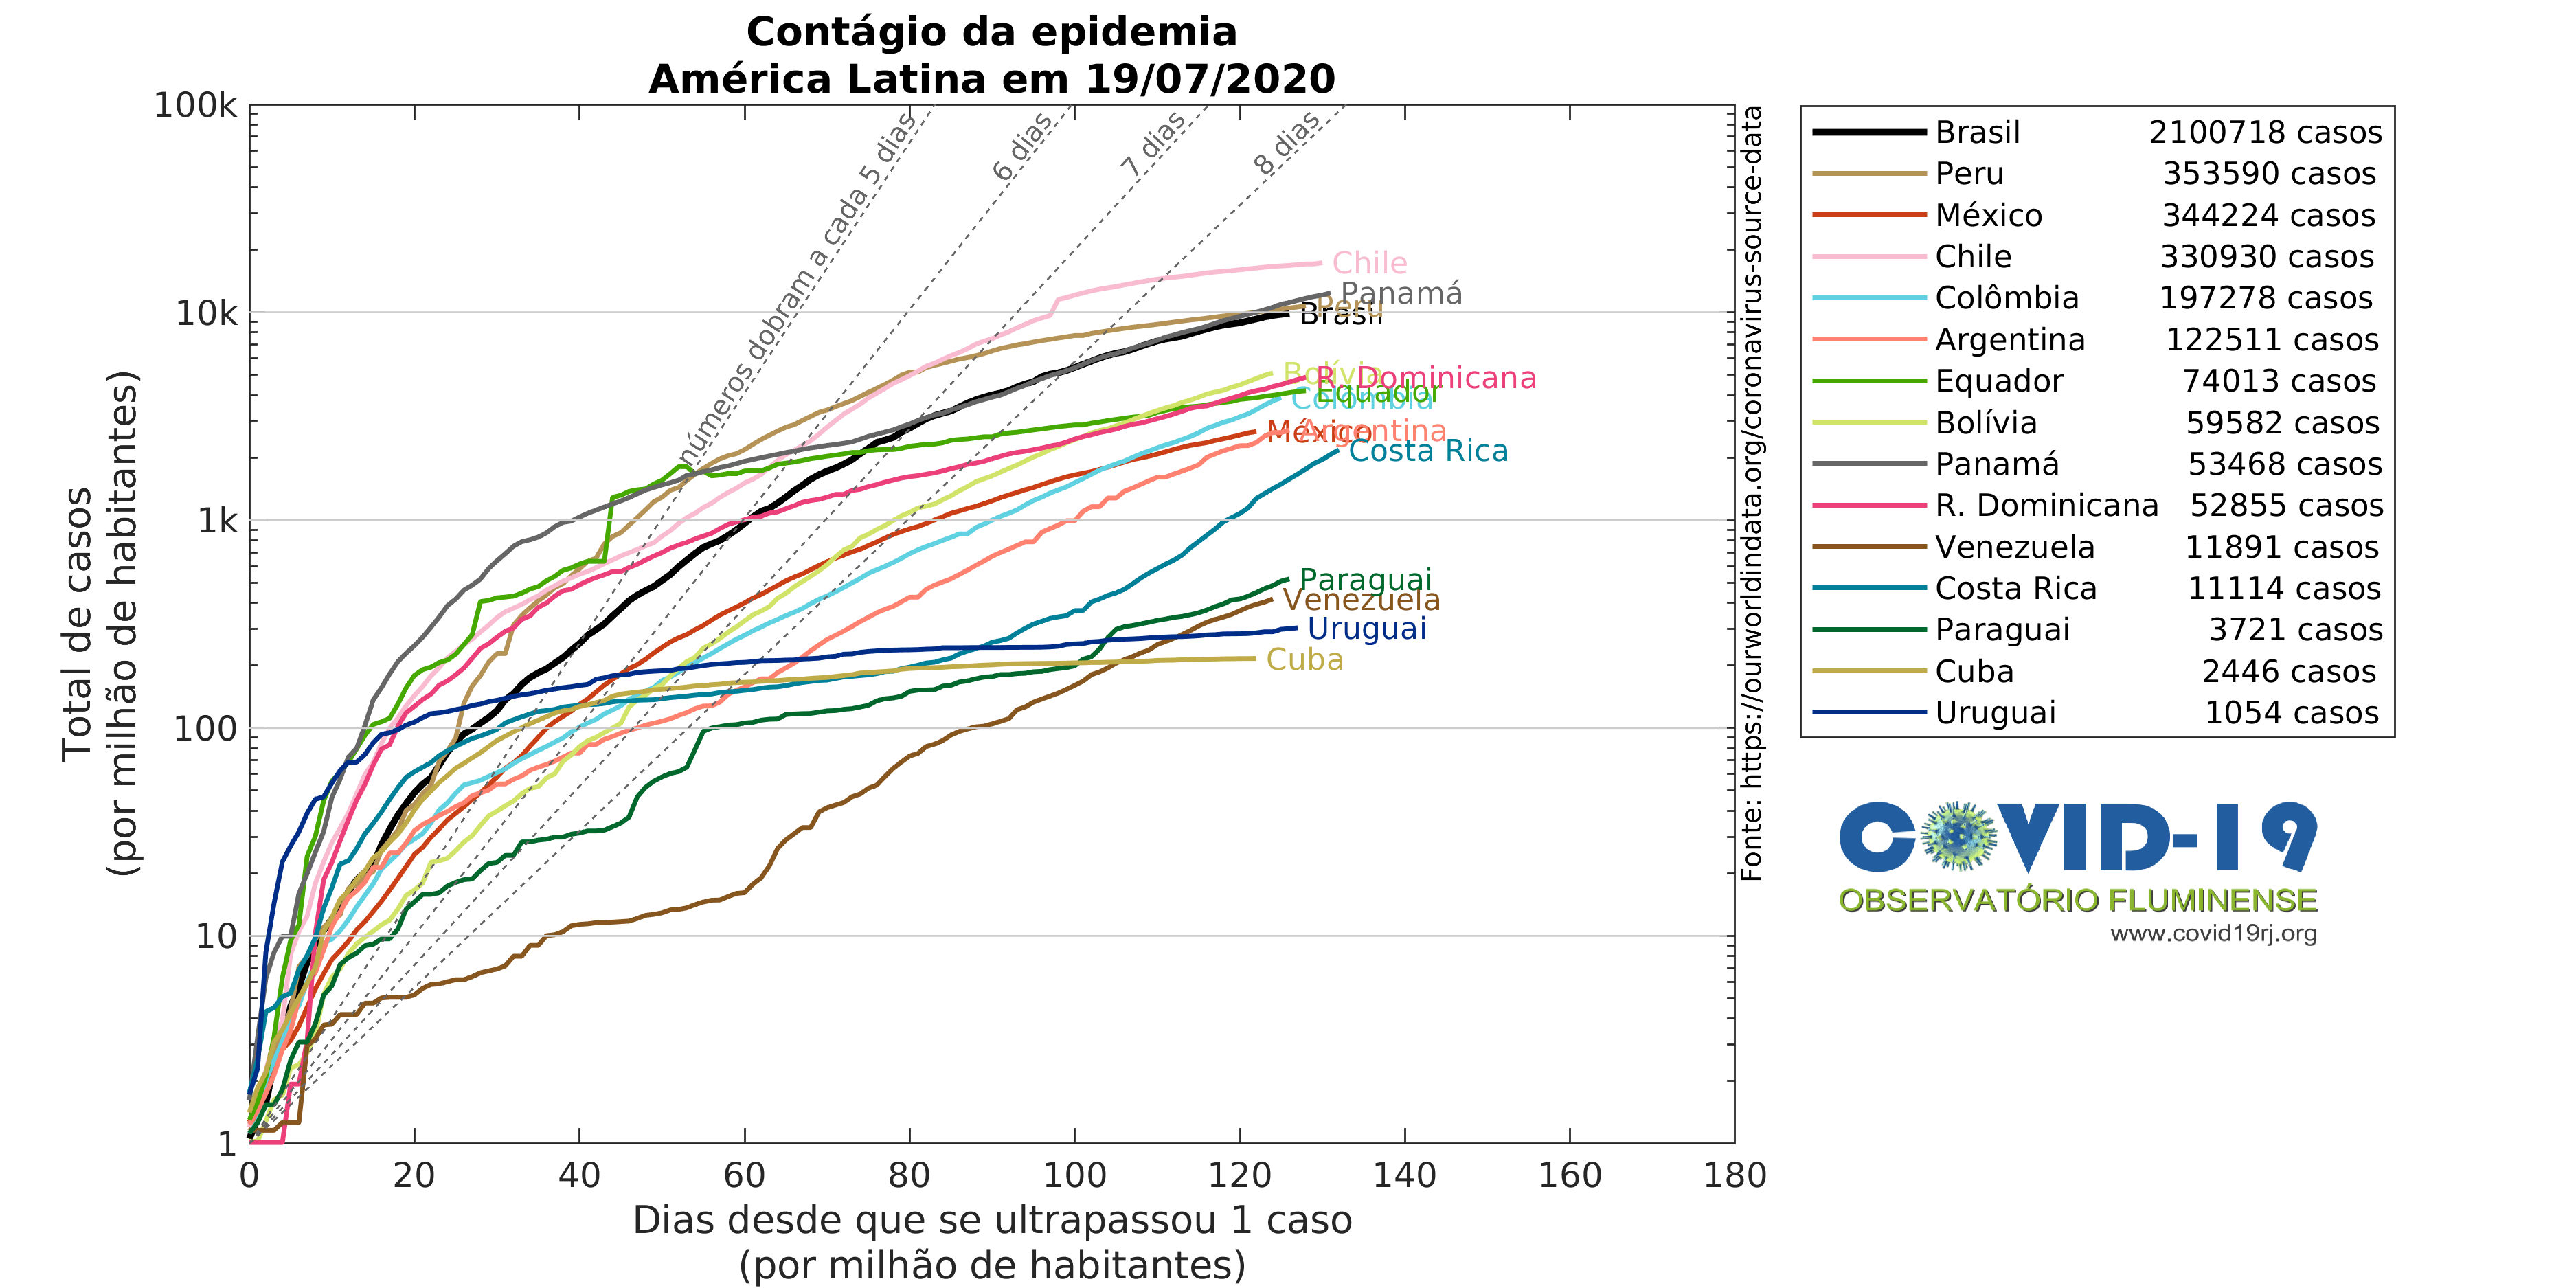 Contágio da epidemia
América Latina em 19/07/2020
100k
10k
1k
100
10
1
Total de casos
(por milhão de habitantes)
0 20 40 60 80 100 120 140 160 180
Dias desde que se ultrapassou 1 caso
(por milhão de habitantes)
números dobram a cada 5 dias
6 dias
7 dias
8 dias
Chile
Panamá
Peru
Brasil
Bolívia
R. Dominicana
Equador
Colômbia
México
Argentina
Costa Rica
Paraguai
Venezuela
Uruguai
Cuba
Fonte: https://ourworldindata.org/coronavirus-source-data
Brasil 2100718 casos
Peru 353590 casos
México 344224 casos
Chile 330930 casos
Colômbia 197278 casos
Argentina 122511 casos
Equador 74013 casos
Bolívia 59582 casos
Panamá 53468 casos
R. Dominicana 52855 casos
Venezuela 11891 casos
Costa Rica 11114 casos
Paraguai 3721 casos
Cuba 2446 casos
Uruguai 1054 casos
COVID-19
OBSERVATÓRIO FLUMINENSE
www.covid19rj.org